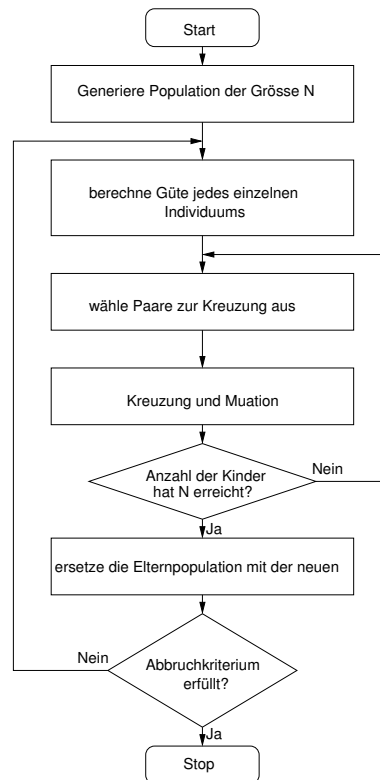 Start
Generiere Population der Grösse N
berechne Güte jedes einzelnen
Individuums
wähle Paare zur Kreuzung aus
Kreuzung und Muation
Anzahl der Kinder
hat N erreicht?
Nein
Ja
ersetze die Elternpopulation mit der neuen
Nein
Abbruchkriterium
erfüllt?
Ja
Stop